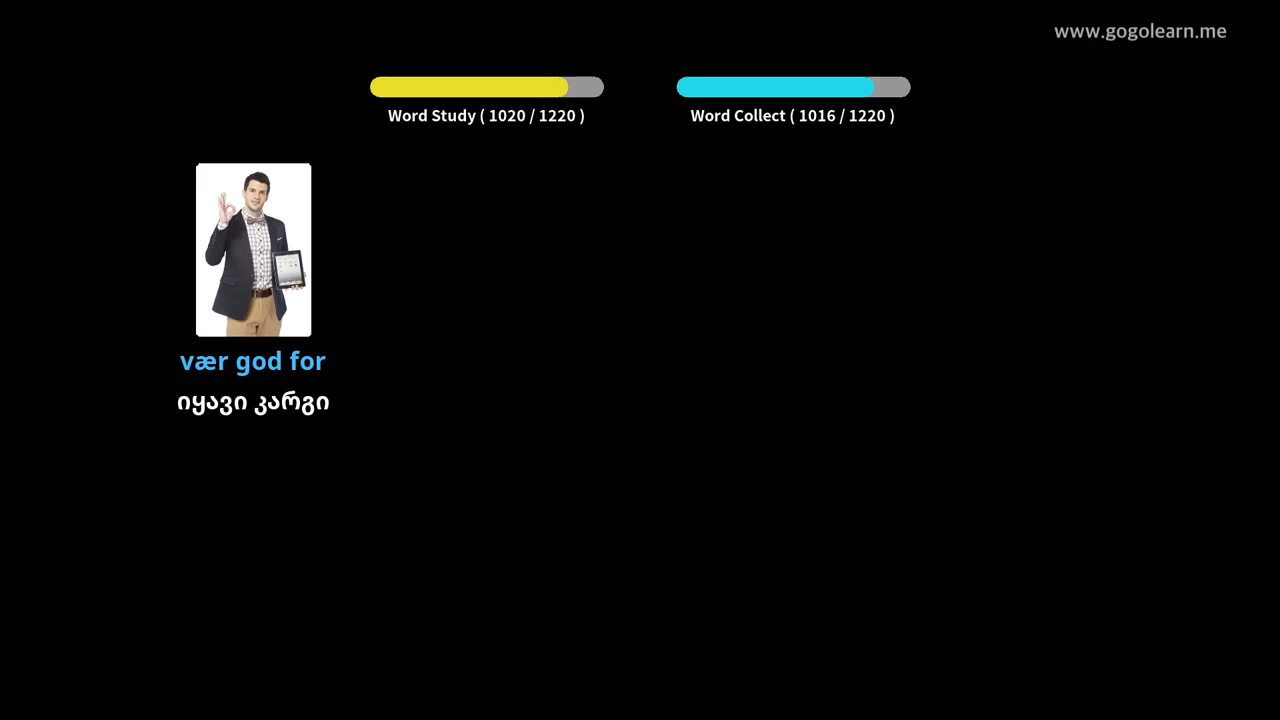 www.gogolearn.me
Word Study ( 1020 / 1220 )
Word Collect ( 1016 / 1220 )
vær god for
იყავი კარგი